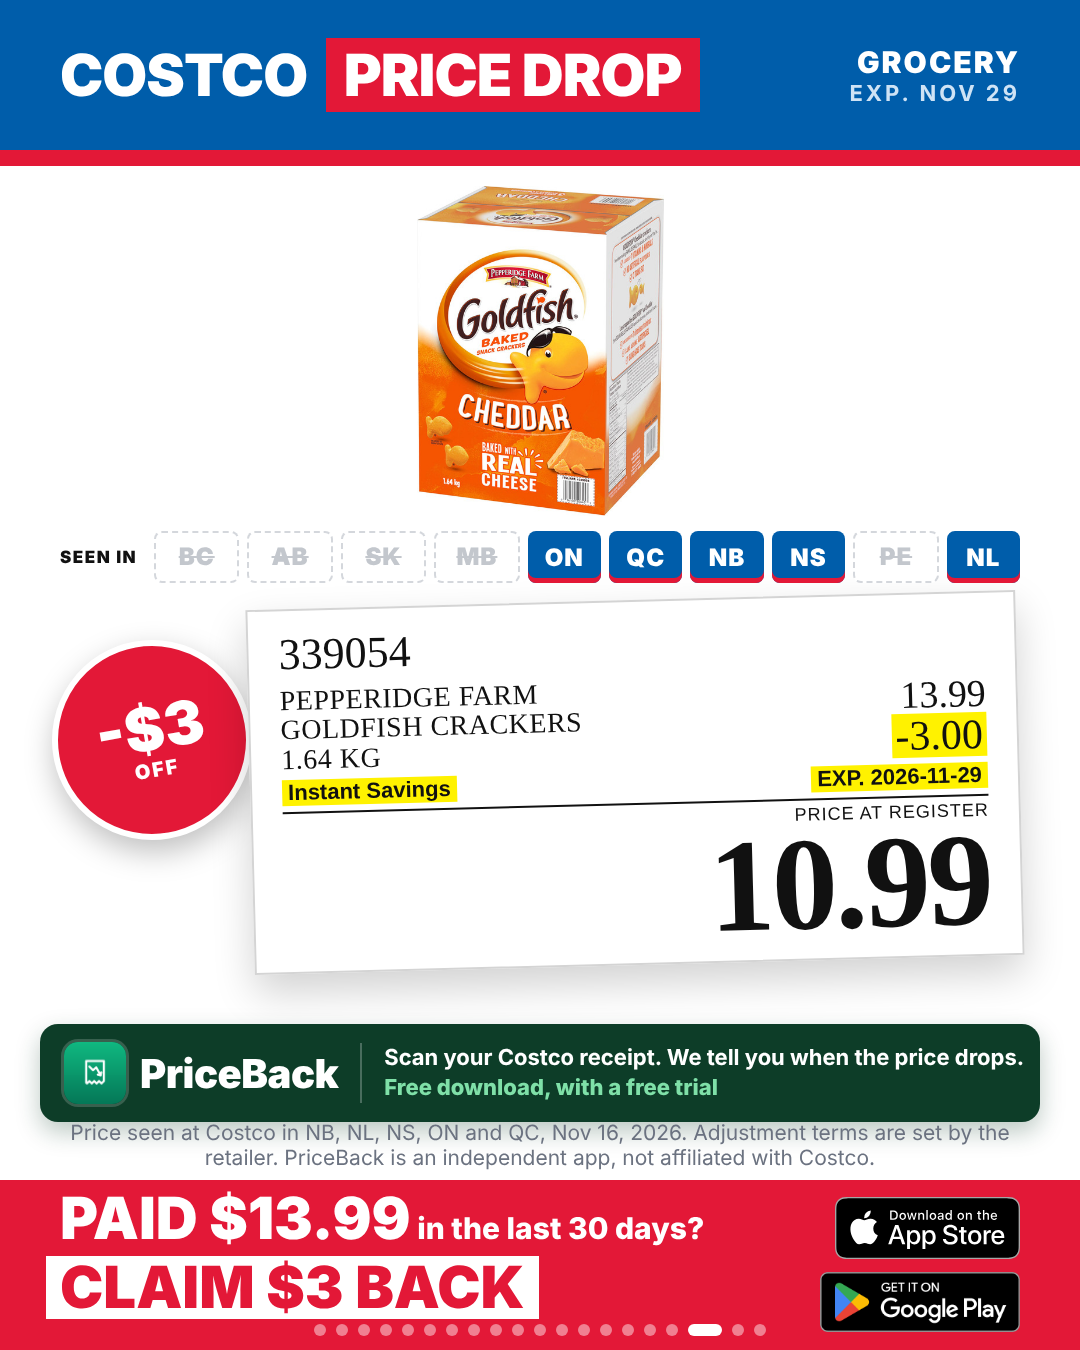 COSTCO PRICE DROP
GROCERY
EXP. NOV 29
PEPPERIDGE FARM
Goldfish
BAKED
SNACK CRACKERS
CHEDDAR
BAKED WITH
REAL
CHEESE
1.64 kg
SEEN IN BC AB SK MB ON QC NB NS PE NL
-$3
OFF
339054
PEPPERIDGE FARM 13.99
GOLDFISH CRACKERS -3.00
1.64 KG
Instant Savings EXP. 2026-11-29
PRICE AT REGISTER
10.99
PriceBack
Scan your Costco receipt. We tell you when the price drops.
Free download, with a free trial
Price seen at Costco in NB, NL, NS, ON and QC, Nov 16, 2026. Adjustment terms are set by the
retailer. PriceBack is an independent app, not affiliated with Costco.
PAID $13.99 in the last 30 days?
CLAIM $3 BACK
Download on the
App Store
GET IT ON
Google Play